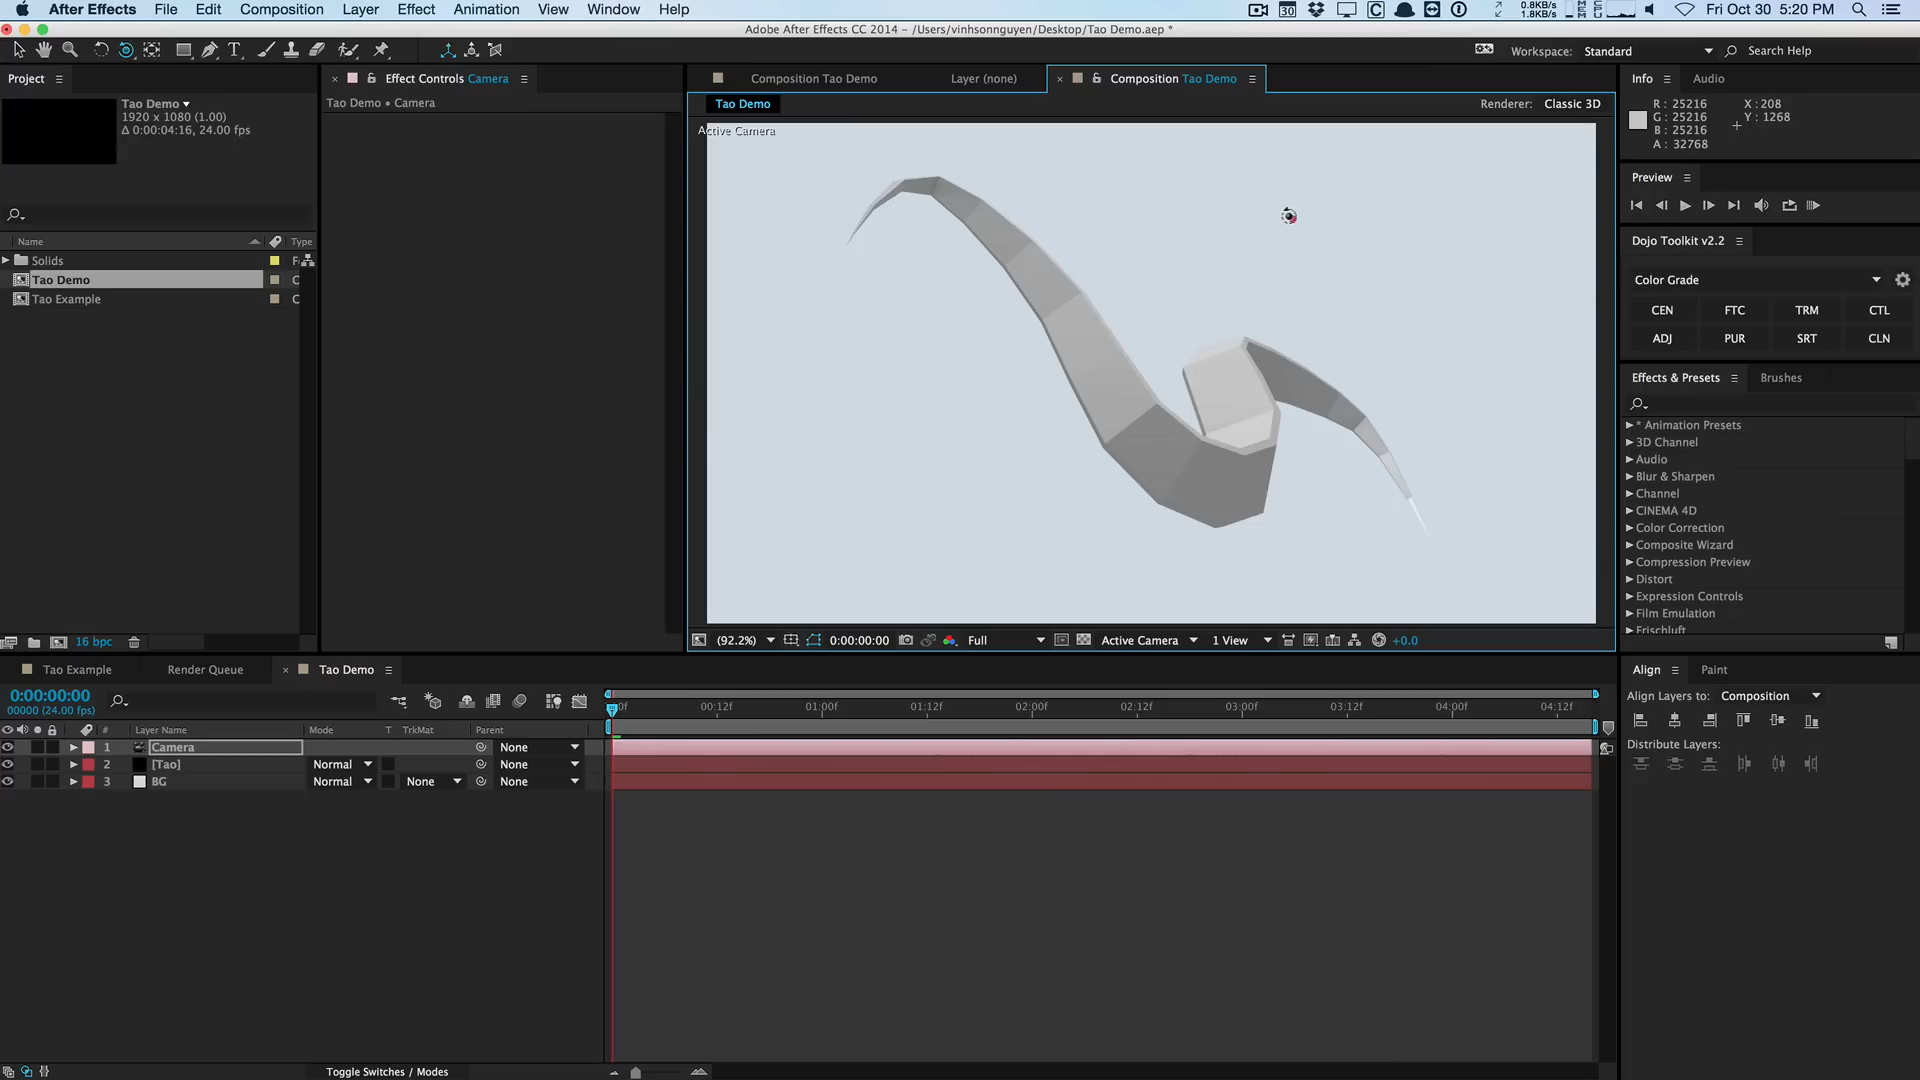 After Effects File Edit Composition Layer Effect Animation View Window Help
30 0.8KB/s 1.8KB/s MEM CPU Fri Oct 30 5:20 PM
Adobe After Effects CC 2014 - /Users/vinhsonnguyen/Desktop/Tao Demo.aep *
Workspace: Standard Search Help
Project
Tao Demo
1920 x 1080 (1.00)
Δ 0:00:04:16, 24.00 fps
Name Type
Solids F
Tao Demo C
Tao Example C
16 bpc
Effect Controls Camera
Tao Demo • Camera
Composition Tao Demo Layer (none) Composition Tao Demo
Tao Demo Renderer: Classic 3D
Active Camera
(92.2%) 0:00:00:00 Full Active Camera 1 View +0.0
Info Audio
R : 25216 X : 208
G : 25216 Y : 1268
B : 25216
A : 32768
Preview
Dojo Toolkit v2.2
Color Grade
CEN FTC TRM CTL
ADJ PUR SRT CLN
Effects & Presets Brushes
* Animation Presets
3D Channel
Audio
Blur & Sharpen
Channel
CINEMA 4D
Color Correction
Composite Wizard
Compression Preview
Distort
Expression Controls
Film Emulation
Frischluft
Tao Example Render Queue Tao Demo
0:00:00:00
00000 (24.00 fps)
0f 00:12f 01:00f 01:12f 02:00f 02:12f 03:00f 03:12f 04:00f 04:12f
# Layer Name Mode T TrkMat Parent
1 Camera None
2 [Tao] Normal None
3 BG Normal None None
Toggle Switches / Modes
Align Paint
Align Layers to: Composition
Distribute Layers: